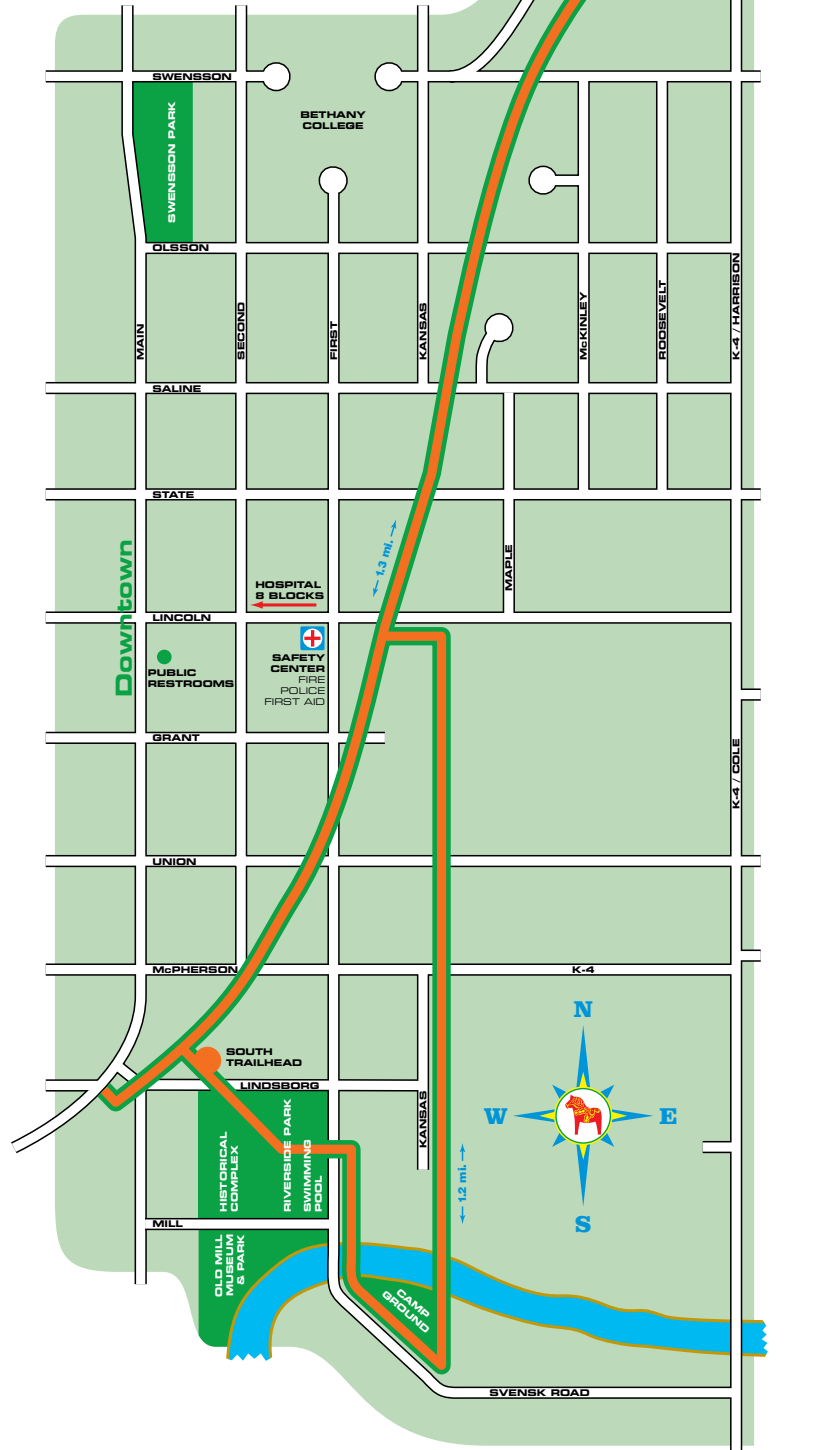 SWENSSON
BETHANY
COLLEGE
SWENSSON PARK
OLSSON
MAIN
SECOND
FIRST
KANSAS
McKINLEY
ROOSEVELT
K-4 / HARRISON
SALINE
STATE
1.3 mi.
MAPLE
Downtown
HOSPITAL
8 BLOCKS
LINCOLN
PUBLIC
RESTROOMS
SAFETY
CENTER
FIRE
POLICE
FIRST AID
GRANT
K-4 / COLE
UNION
McPHERSON
K-4
N
W
E
S
SOUTH
TRAILHEAD
LINDSBORG
KANSAS
HISTORICAL
COMPLEX
RIVERSIDE PARK
SWIMMING
POOL
1.2 mi.
MILL
OLD MILL
MUSEUM
& PARK
CAMP
GROUND
SVENSK ROAD